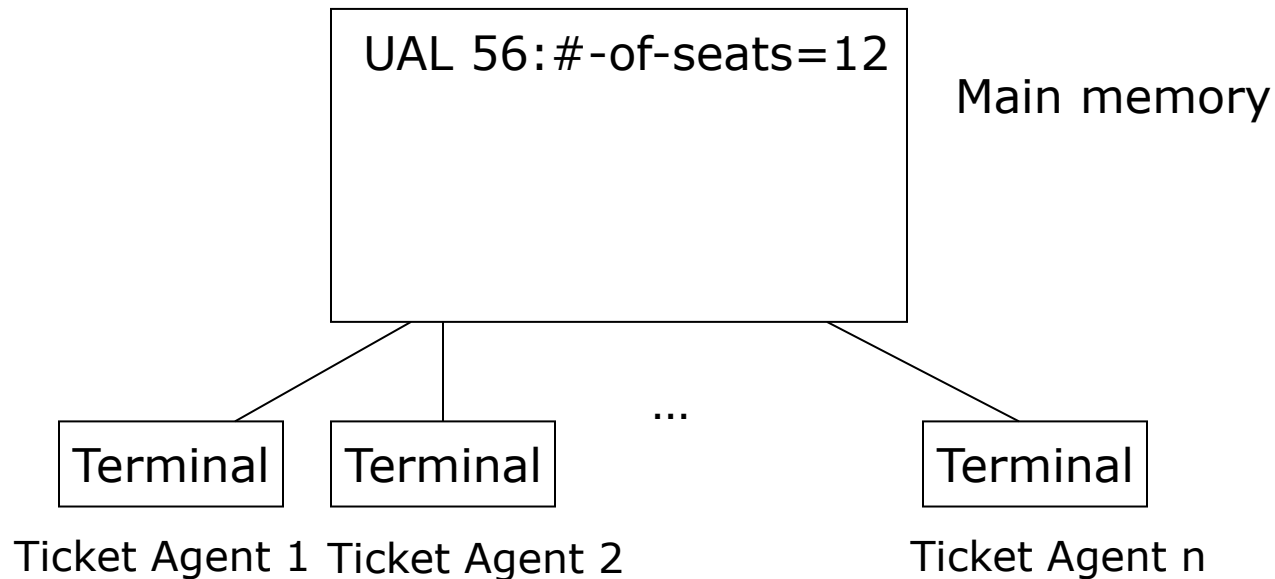 UAL 56:#-of-seats=12
Main memory
…
Terminal
Terminal
Terminal
Ticket Agent 1
Ticket Agent 2
Ticket Agent n